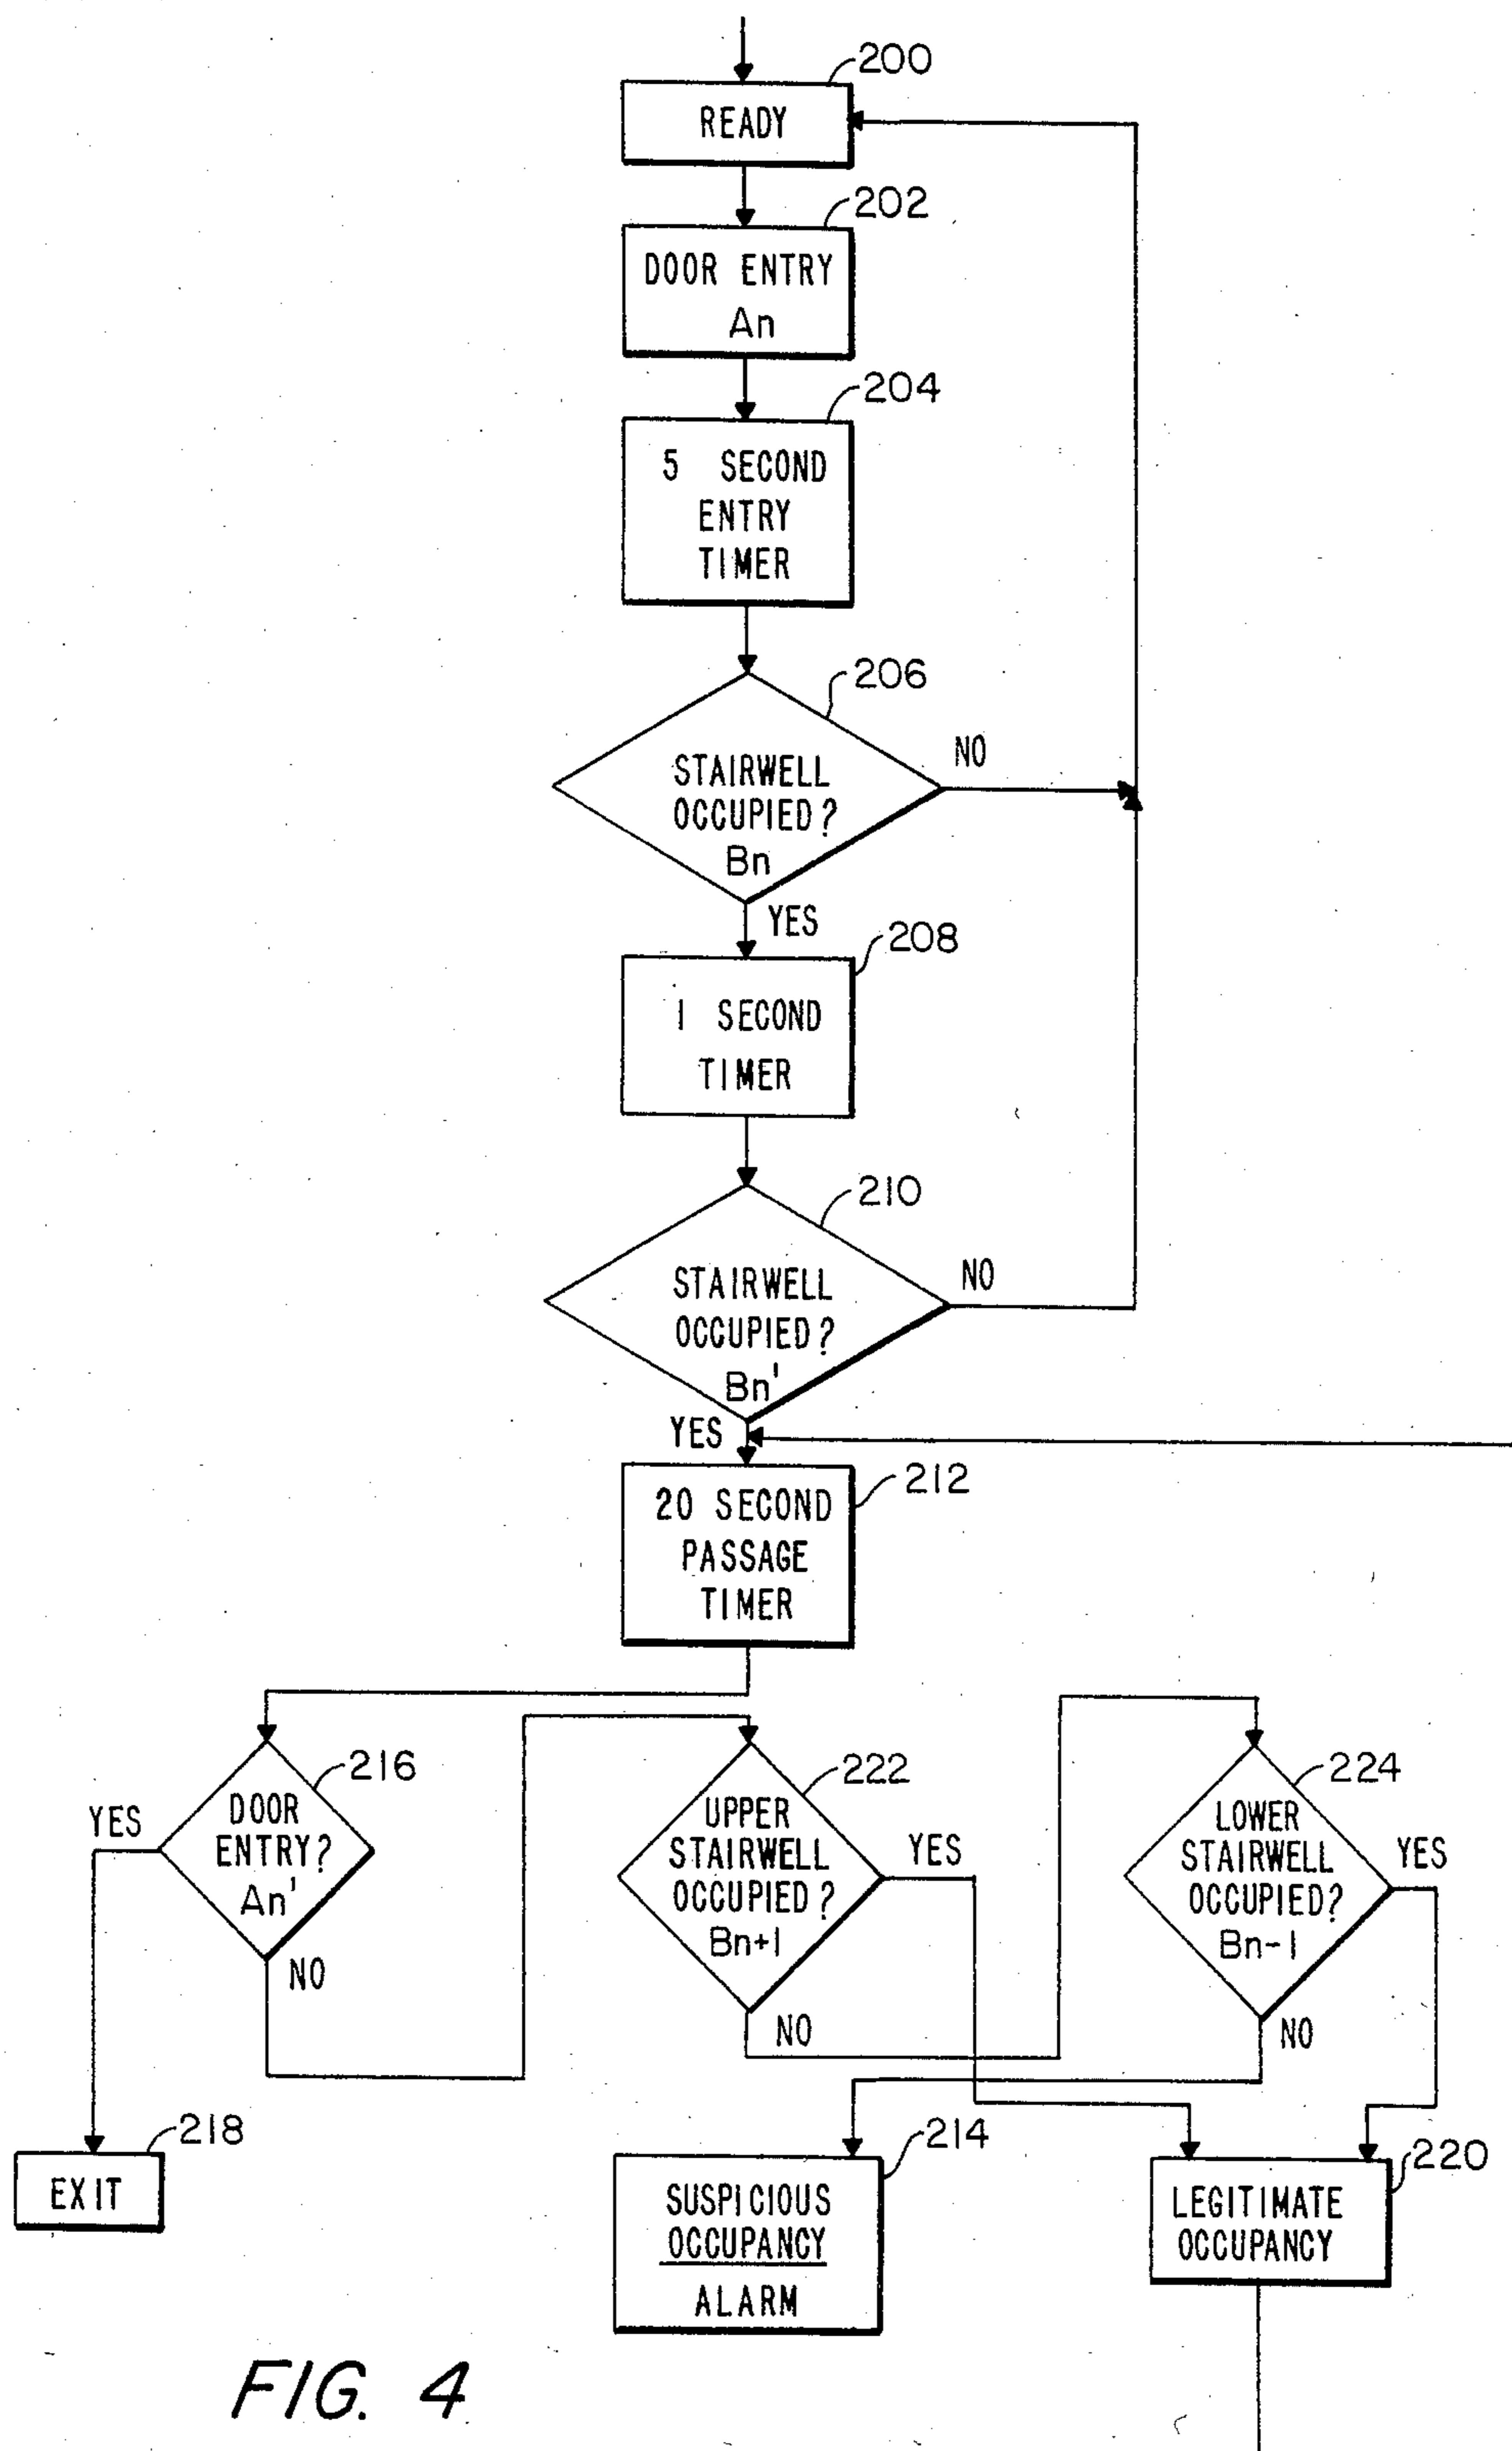 200
READY
202
DOOR ENTRY
An
204
5 SECOND
ENTRY
TIMER
206
STAIRWELL
OCCUPIED?
Bn
NO
YES
208
1 SECOND
TIMER
210
STAIRWELL
OCCUPIED?
Bn'
NO
YES
212
20 SECOND
PASSAGE
TIMER
216
DOOR
ENTRY?
An'
YES
NO
222
UPPER
STAIRWELL
OCCUPIED?
Bn+1
YES
NO
224
LOWER
STAIRWELL
OCCUPIED?
Bn-1
YES
NO
218
EXIT
214
SUSPICIOUS
OCCUPANCY
ALARM
220
LEGITIMATE
OCCUPANCY
FIG. 4